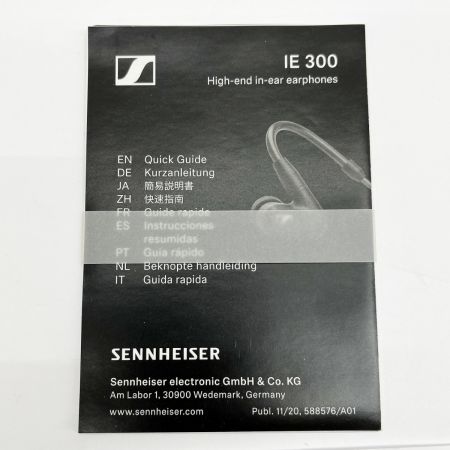 IE 300
High-end in-ear earphones
EN Quick Guide
DE Kurzanleitung
JA 簡易説明書
ZH 快速指南
FR Guide rapide
ES Instrucciones
resumidas
PT Guia rápido
NL Beknopte handleiding
IT Guida rapida
SENNHEISER
Sennheiser electronic GmbH & Co. KG
Am Labor 1, 30900 Wedemark, Germany
www.sennheiser.com Publ. 11/20, 588576/A01